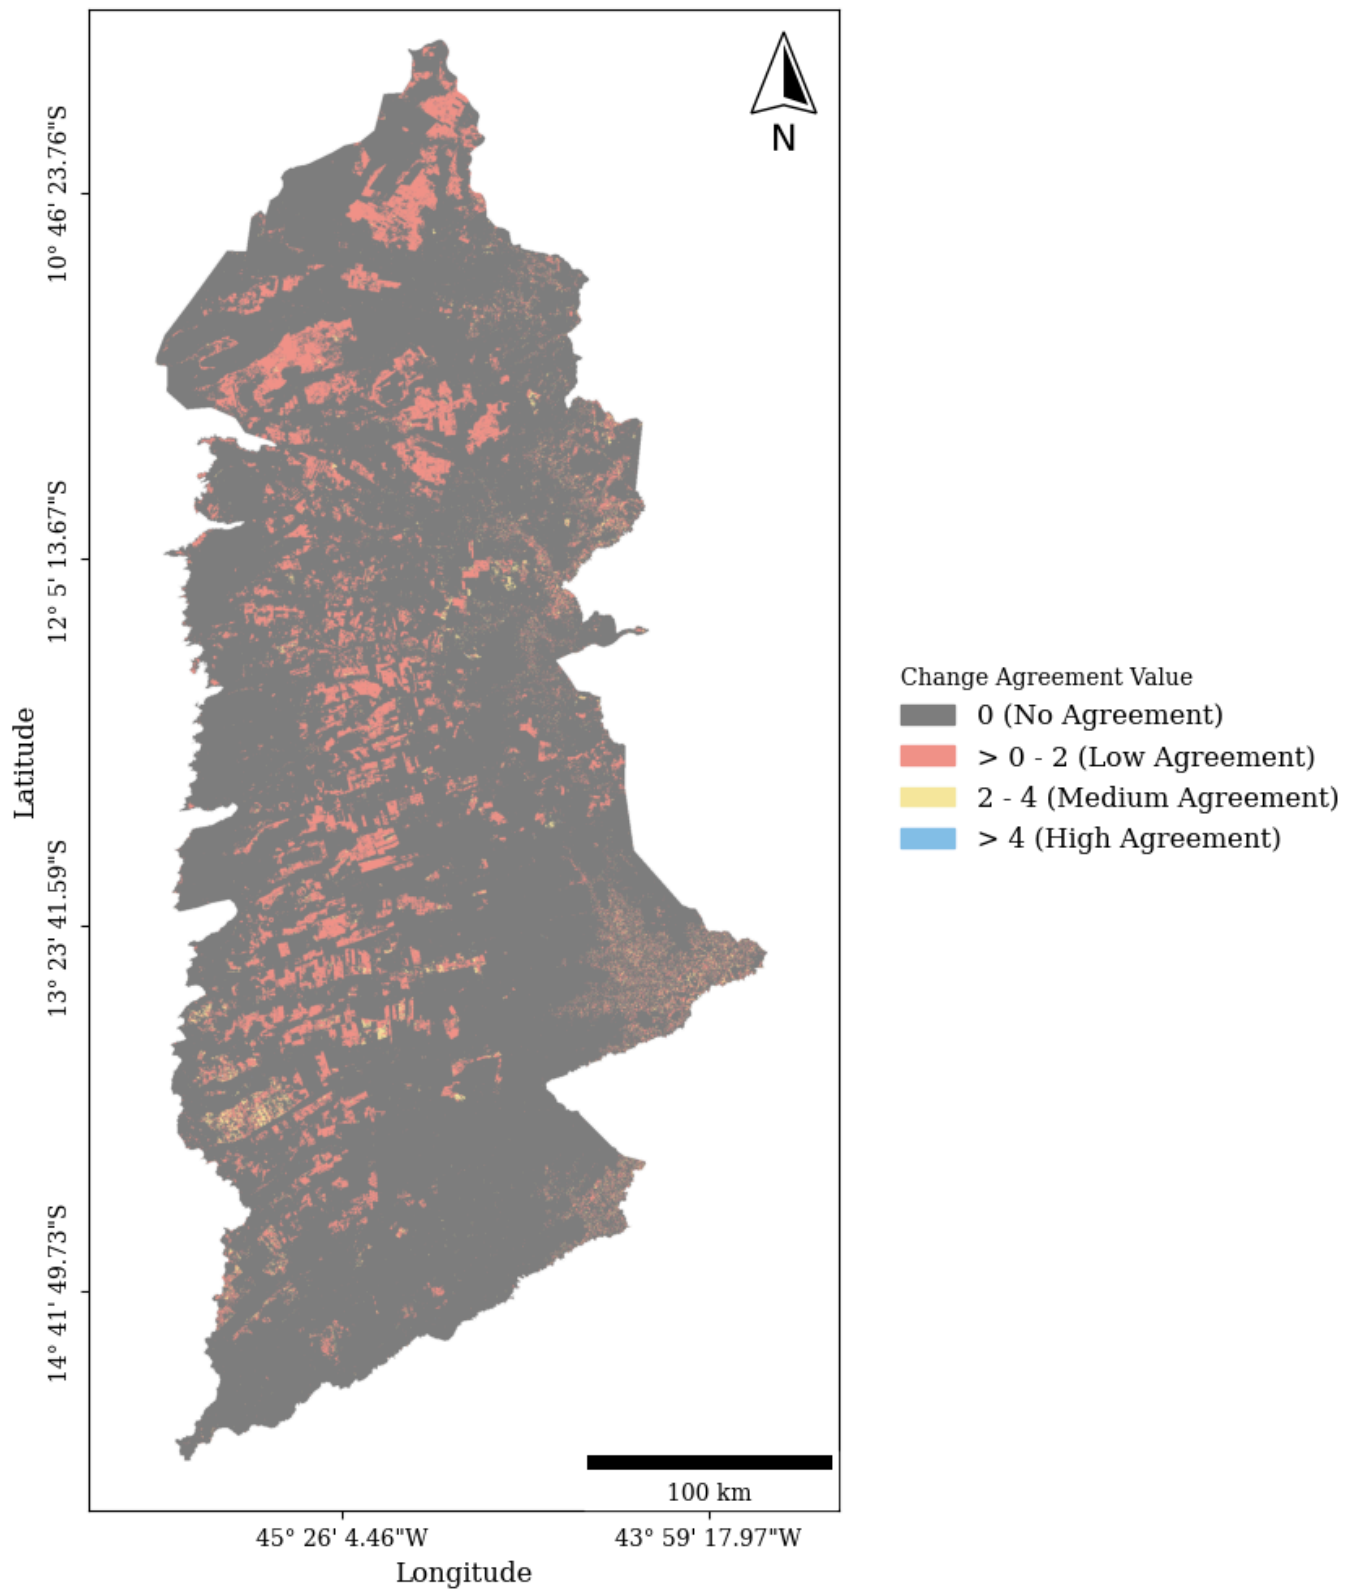 N
10° 46' 23.76"S
12° 5' 13.67"S
13° 23' 41.59"S
14° 41' 49.73"S
Latitude
Change Agreement Value
0 (No Agreement)
> 0 - 2 (Low Agreement)
2 - 4 (Medium Agreement)
> 4 (High Agreement)
100 km
45° 26' 4.46"W
43° 59' 17.97"W
Longitude